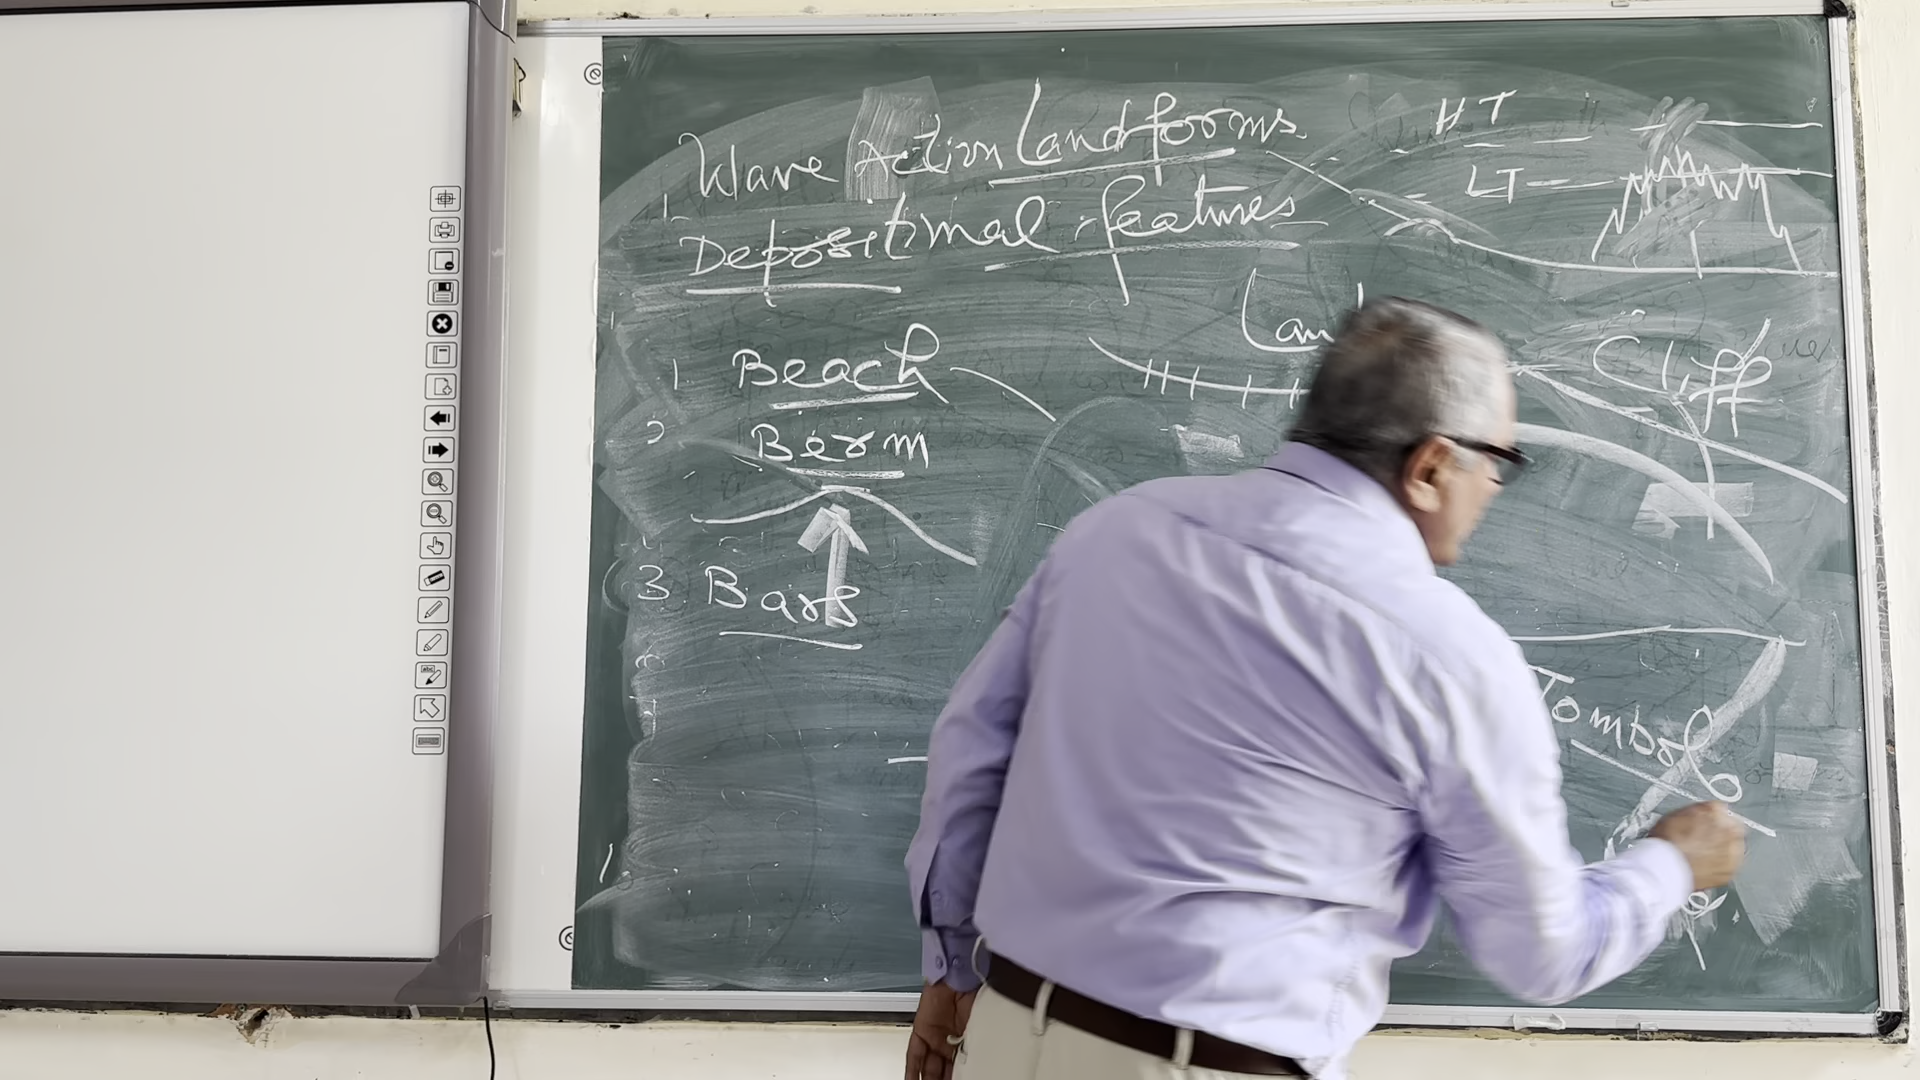 Wave Action Landforms
Depositional features
HT
LT
1 Beach
2 Berm
3 Bars
Cliff
Tombolo